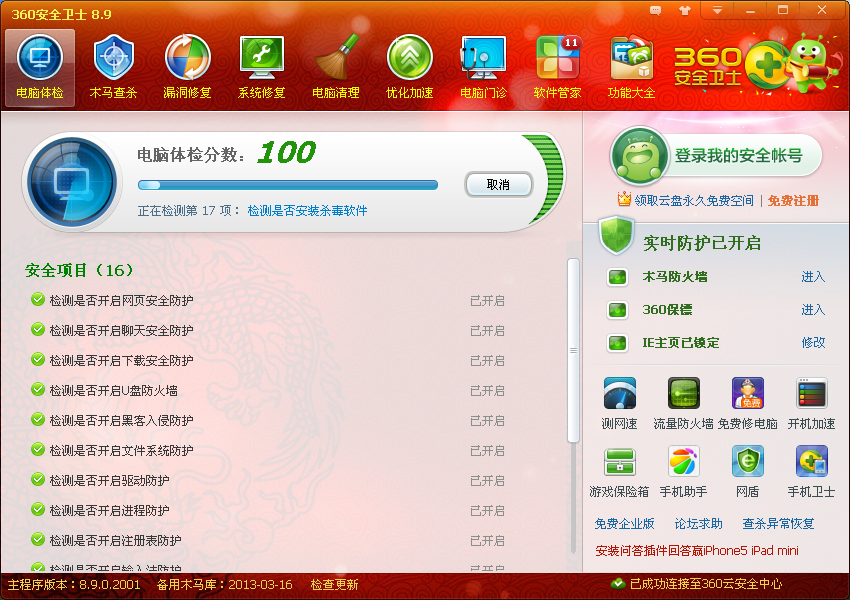 360安全卫士 8.9
电脑体检
木马查杀
漏洞修复
系统修复
电脑清理
优化加速
电脑门诊
11
软件管家
功能大全
360
安全卫士
电脑体检分数：100
正在检测第 17 项： 检测是否安装杀毒软件
取消
安全项目（16）
检测是否开启网页安全防护 已开启
检测是否开启聊天安全防护 已开启
检测是否开启下载安全防护 已开启
检测是否开启U盘防火墙 已开启
检测是否开启黑客入侵防护 已开启
检测是否开启文件系统防护 已开启
检测是否开启驱动防护 已开启
检测是否开启进程防护 已开启
检测是否开启注册表防护 已开启
检测是否开启输入法防护 已开启
登录我的安全帐号
领取云盘永久免费空间 | 免费注册
实时防护已开启
木马防火墙 进入
360保镖 进入
IE主页已锁定 修改
免费
测网速 流量防火墙 免费修电脑 开机加速
游戏保险箱 手机助手 网盾 手机卫士
免费企业版 论坛求助 查杀异常恢复
安装问答插件回答赢iPhone5 iPad mini
主程序版本：8.9.0.2001 备用木马库：2013-03-16 检查更新
已成功连接至360云安全中心